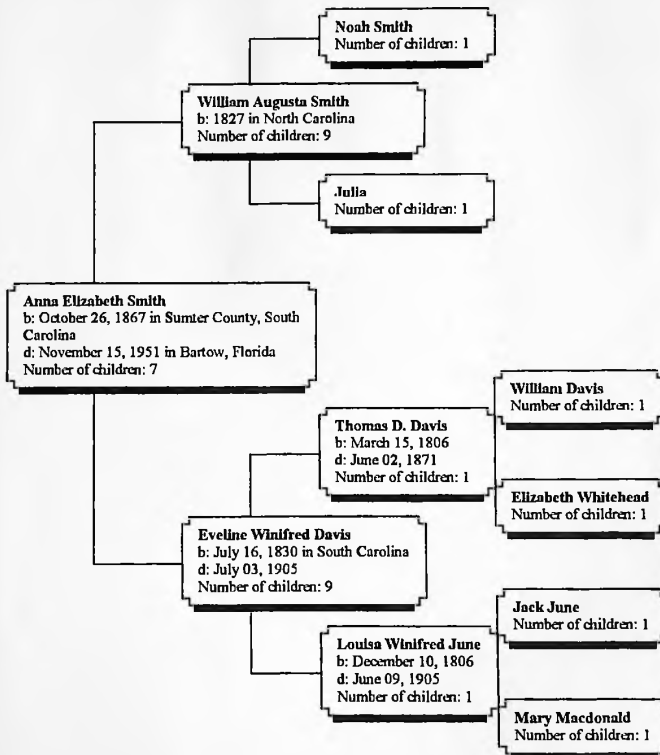 Noah Smith
Number of children: 1
William Augusta Smith
b: 1827 in North Carolina
Number of children: 9
Julia
Number of children: 1
Anna Elizabeth Smith
b: October 26, 1867 in Sumter County, South
Carolina
d: November 15, 1951 in Bartow, Florida
Number of children: 7
William Davis
Number of children: 1
Thomas D. Davis
b: March 15, 1806
d: June 02, 1871
Number of children: 1
Elizabeth Whitehead
Number of children: 1
Eveline Winifred Davis
b: July 16, 1830 in South Carolina
d: July 03, 1905
Number of children: 9
Jack June
Number of children: 1
Louisa Winifred June
b: December 10, 1806
d: June 09, 1905
Number of children: 1
Mary Macdonald
Number of children: 1